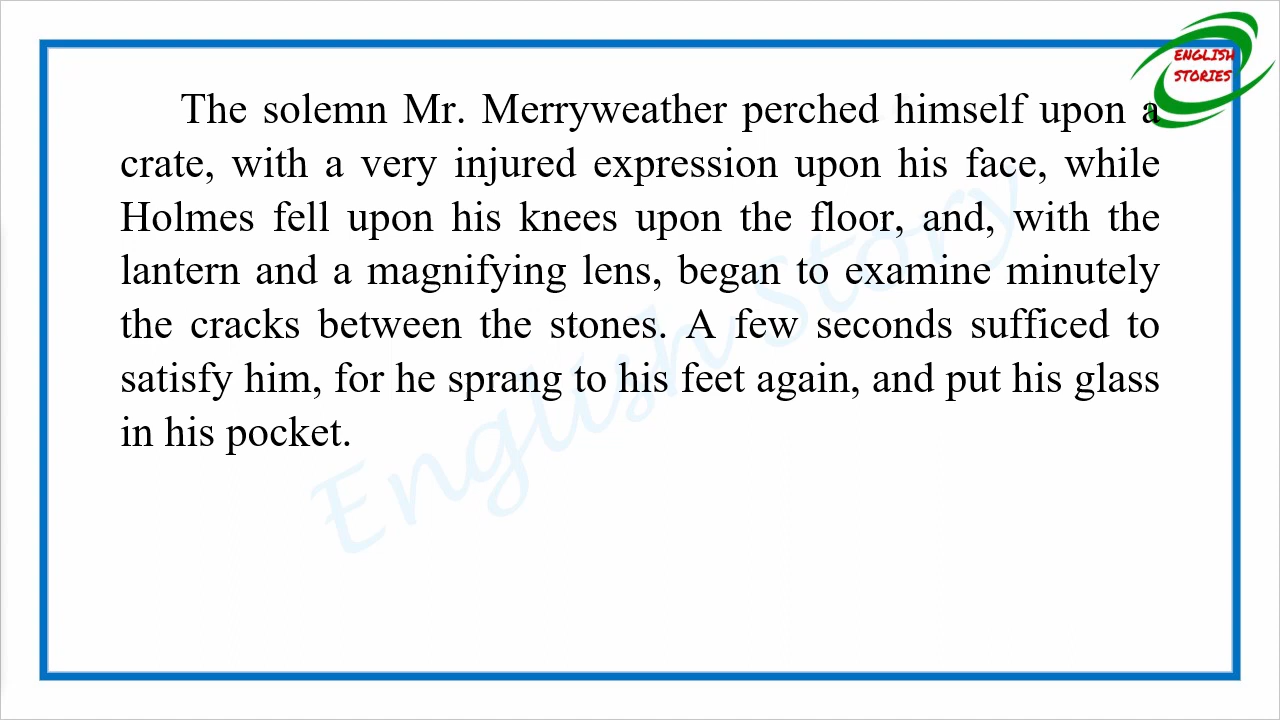 ENGLISH
STORIES
The solemn Mr. Merryweather perched himself upon a
crate, with a very injured expression upon his face, while
Holmes fell upon his knees upon the floor, and, with the
lantern and a magnifying lens, began to examine minutely
the cracks between the stones. A few seconds sufficed to
satisfy him, for he sprang to his feet again, and put his glass
in his pocket.
English Story